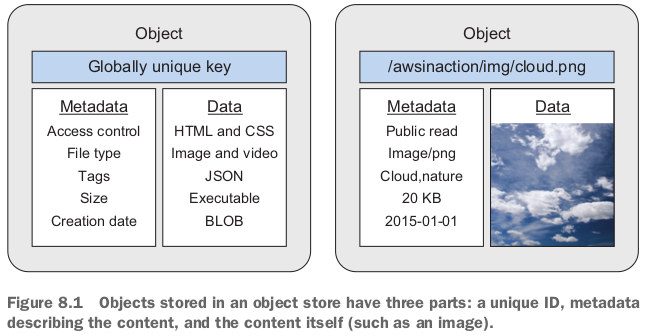 Object
Globally unique key
Metadata
Access control
File type
Tags
Size
Creation date
Data
HTML and CSS
Image and video
JSON
Executable
BLOB
Object
/awsinaction/img/cloud.png
Metadata
Public read
Image/png
Cloud,nature
20 KB
2015-01-01
Data
Figure 8.1 Objects stored in an object store have three parts: a unique ID, metadata
describing the content, and the content itself (such as an image).